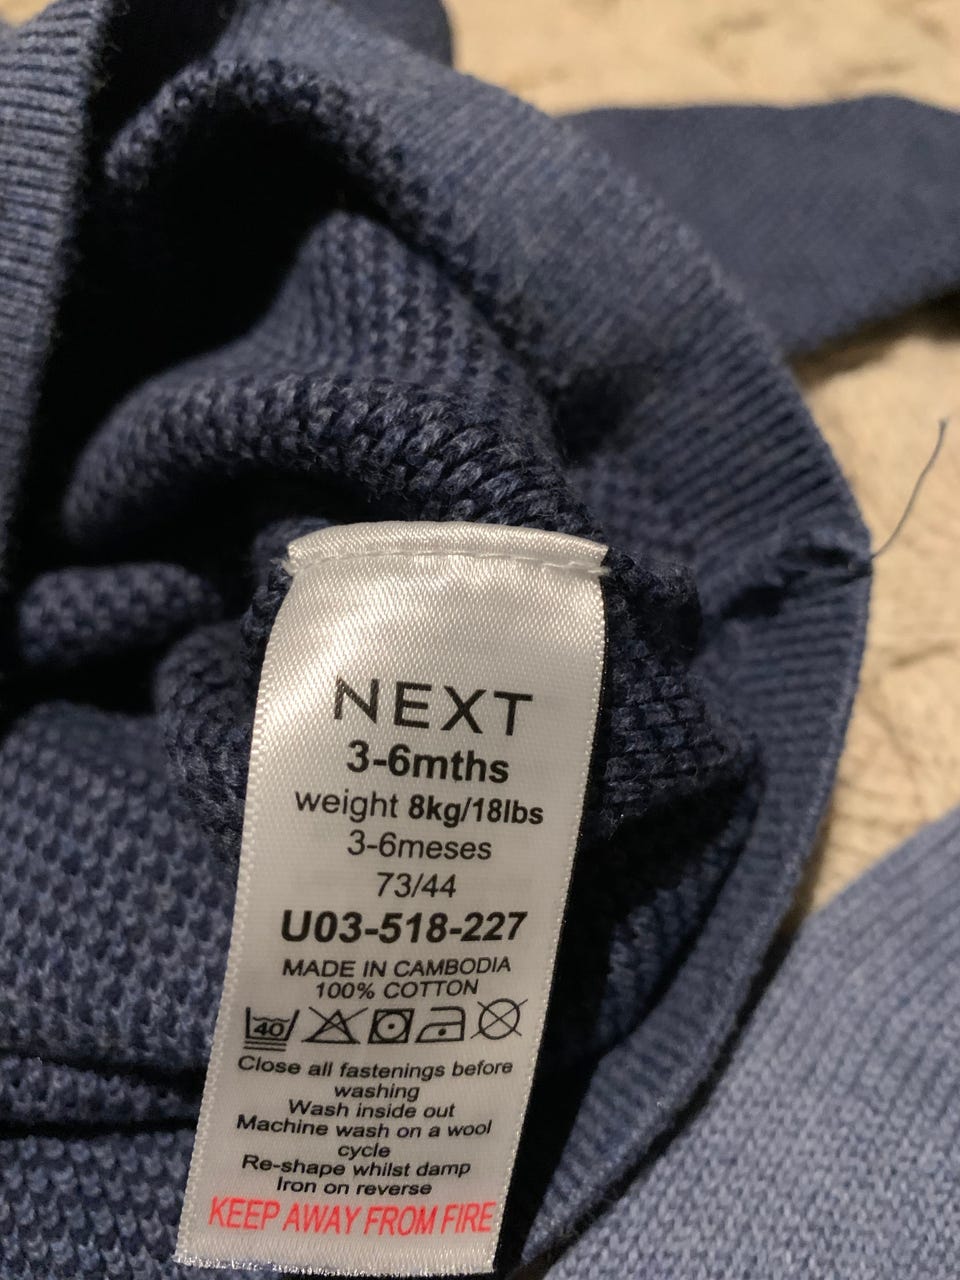 NEXT
3-6mths
weight 8kg/18lbs
3-6meses
73/44
U03-518-227
MADE IN CAMBODIA
100% COTTON
40
Close all fastenings before
washing
Wash inside out
Machine wash on a wool
cycle
Re-shape whilst damp
Iron on reverse
KEEP AWAY FROM FIRE